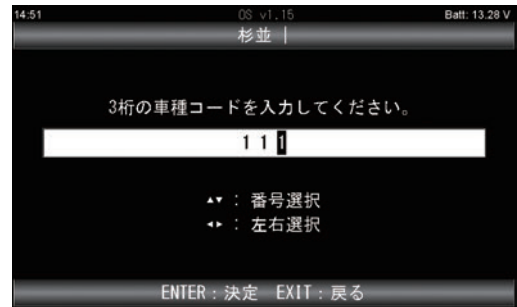 14:51 OS v1.15 Batt: 13.28 V
杉並 |
3桁の車種コードを入力してください。
1 1 1
▲▼ : 番号選択
◂▸ : 左右選択
ENTER:決定 EXIT:戻る